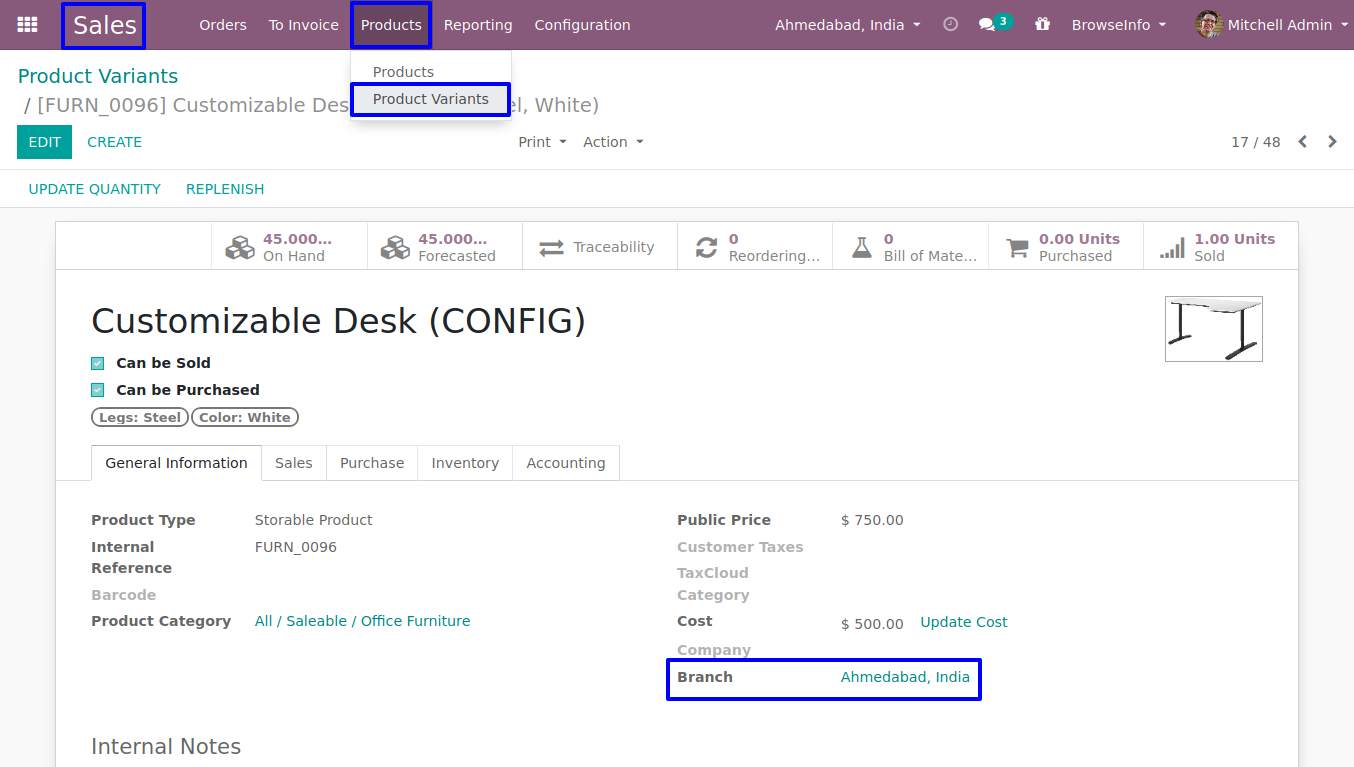 Sales Orders To Invoice Products Reporting Configuration Ahmedabad, India 3 BrowseInfo Mitchell Admin
Products
Product Variants
Product Variants
/ [FURN_0096] Customizable Des el, White)
EDIT CREATE Print Action 17 / 48
UPDATE QUANTITY REPLENISH
45.000... On Hand
45.000... Forecasted
Traceability
0 Reordering...
0 Bill of Mate...
0.00 Units Purchased
1.00 Units Sold
Customizable Desk (CONFIG)
Can be Sold
Can be Purchased
Legs: Steel Color: White
General Information Sales Purchase Inventory Accounting
Product Type Storable Product
Internal Reference FURN_0096
Barcode
Product Category All / Saleable / Office Furniture
Public Price $ 750.00
Customer Taxes
TaxCloud Category
Cost $ 500.00 Update Cost
Company
Branch Ahmedabad, India
Internal Notes